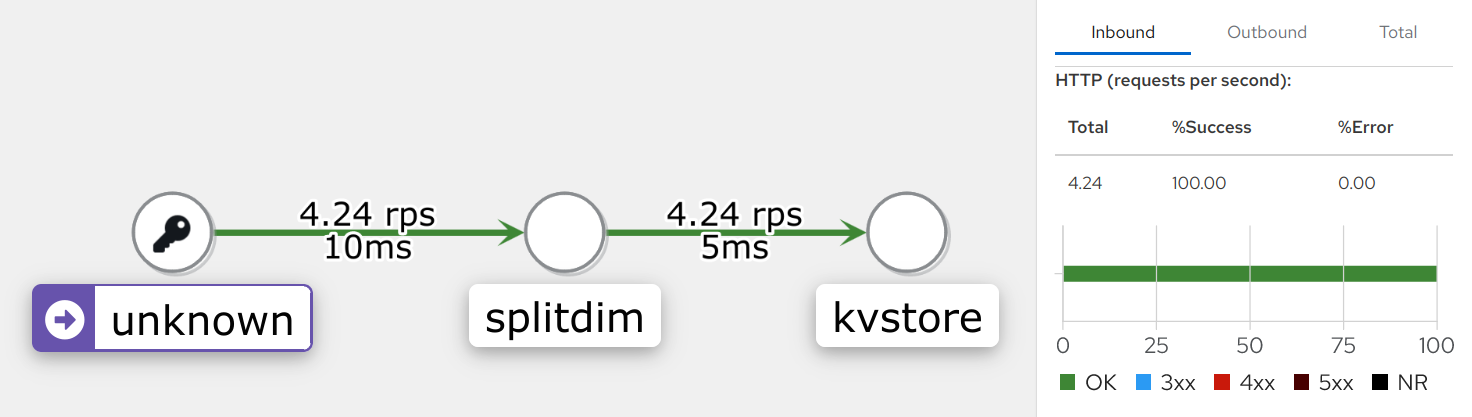 4.24 rps
10ms
4.24 rps
5ms
unknown
splitdim
kvstore
Inbound Outbound Total
HTTP (requests per second):
Total %Success %Error
4.24 100.00 0.00
0 25 50 75 100
OK 3xx 4xx 5xx NR